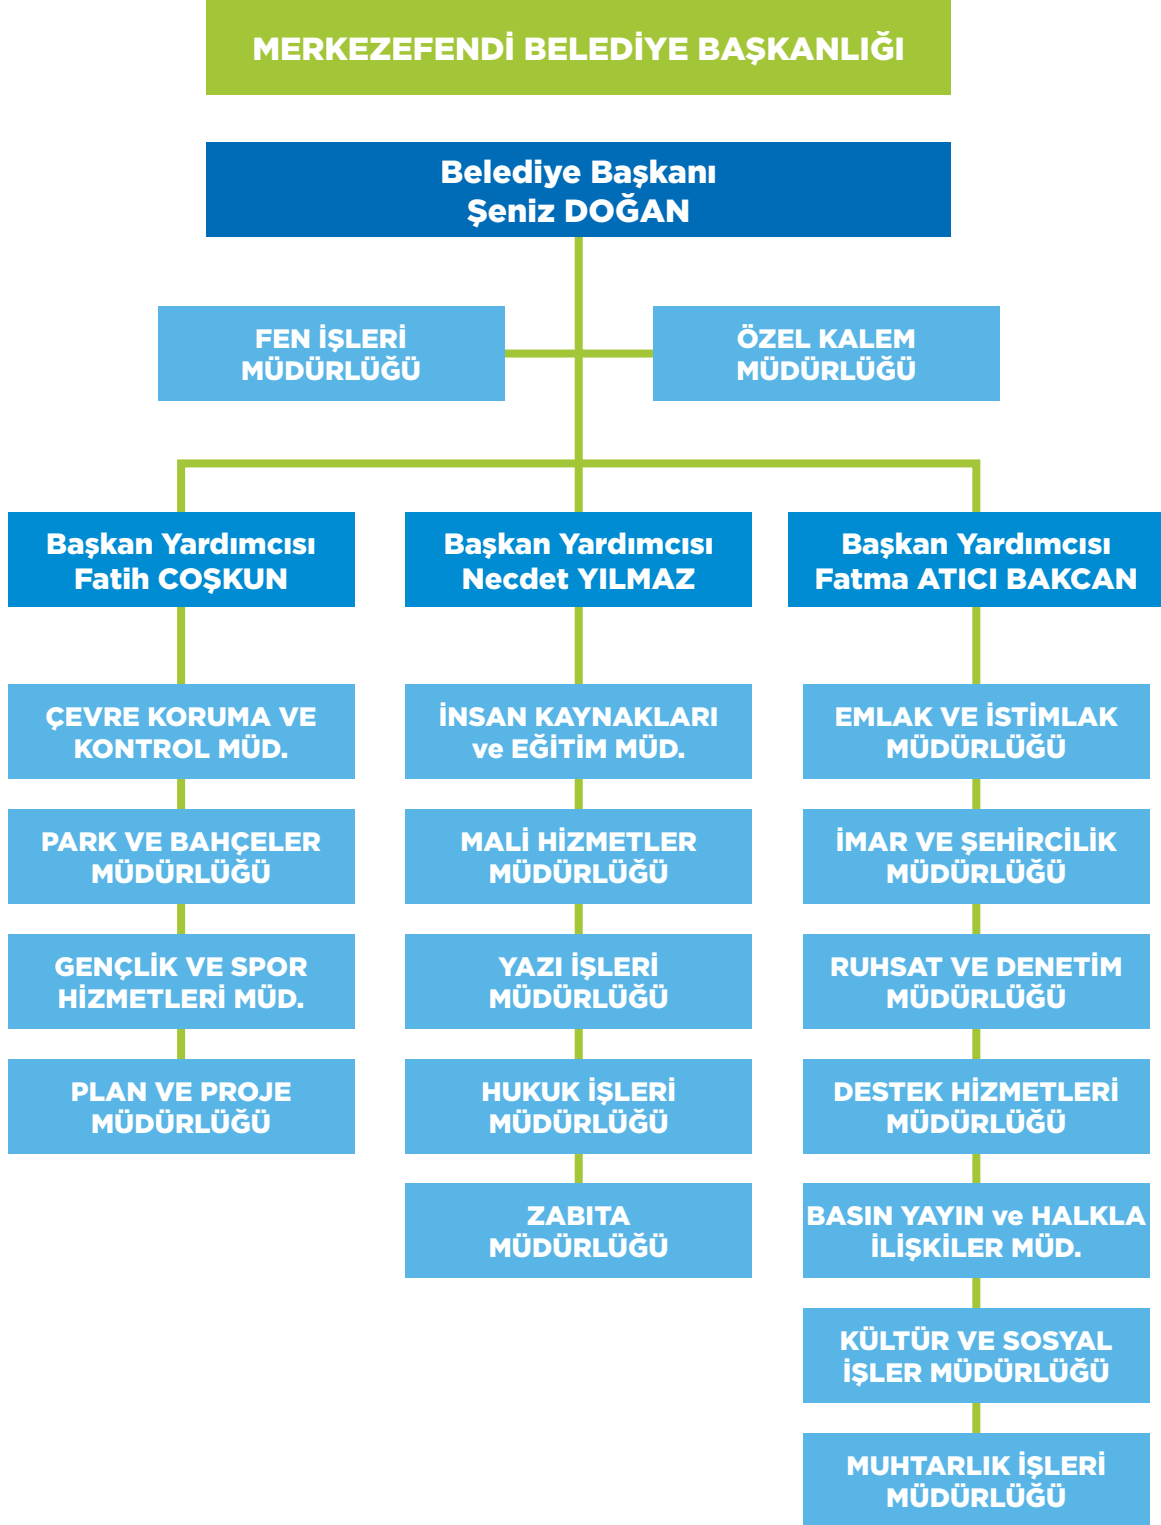 MERKEZEFENDİ BELEDİYE BAŞKANLIĞI
Belediye Başkanı
Şeniz DOĞAN
FEN İŞLERİ
MÜDÜRLÜĞÜ
ÖZEL KALEM
MÜDÜRLÜĞÜ
Başkan Yardımcısı
Fatih COŞKUN
ÇEVRE KORUMA VE
KONTROL MÜD.
PARK VE BAHÇELER
MÜDÜRLÜĞÜ
GENÇLİK VE SPOR
HİZMETLERİ MÜD.
PLAN VE PROJE
MÜDÜRLÜĞÜ
Başkan Yardımcısı
Necdet YILMAZ
İNSAN KAYNAKLARI
ve EĞİTİM MÜD.
MALİ HİZMETLER
MÜDÜRLÜĞÜ
YAZI İŞLERİ
MÜDÜRLÜĞÜ
HUKUK İŞLERİ
MÜDÜRLÜĞÜ
ZABITA
MÜDÜRLÜĞÜ
Başkan Yardımcısı
Fatma ATICI BAKCAN
EMLAK VE İSTİMLAK
MÜDÜRLÜĞÜ
İMAR VE ŞEHİRCİLİK
MÜDÜRLÜĞÜ
RUHSAT VE DENETİM
MÜDÜRLÜĞÜ
DESTEK HİZMETLERİ
MÜDÜRLÜĞÜ
BASIN YAYIN ve HALKLA
İLİŞKİLER MÜD.
KÜLTÜR VE SOSYAL
İŞLER MÜDÜRLÜĞÜ
MUHTARLIK İŞLERİ
MÜDÜRLÜĞÜ